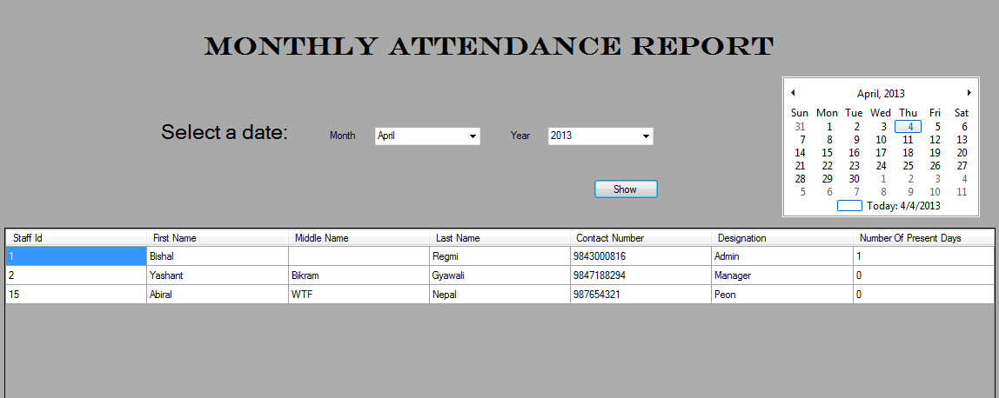 MONTHLY ATTENDANCE REPORT
April, 2013
Sun Mon Tue Wed Thu Fri Sat
31 1 2 3 4 5 6
7 8 9 10 11 12 13
14 15 16 17 18 19 20
21 22 23 24 25 26 27
28 29 30 1 2 3 4
5 6 7 8 9 10 11
Today: 4/4/2013
Select a date: Month April Year 2013
Show
Staff Id First Name Middle Name Last Name Contact Number Designation Number Of Present Days
1 Bishal Regmi 9843000816 Admin 1
2 Yashant Bikram Gyawali 9847188294 Manager 0
15 Abiral WTF Nepal 987654321 Peon 0